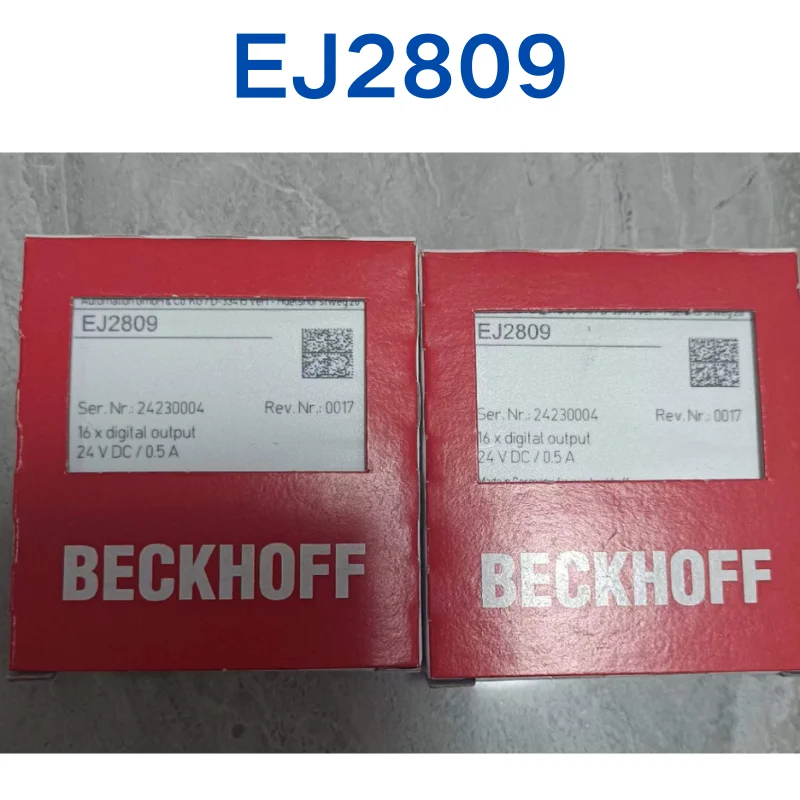 EJ2809
EJ2809
Ser. Nr.: 24230004 Rev. Nr.: 0017
16 x digital output
24 V DC / 0.5 A
BECKHOFF
EJ2809
Ser. Nr.: 24230004 Rev. Nr.: 0017
16 x digital output
24 V DC / 0.5 A
BECKHOFF